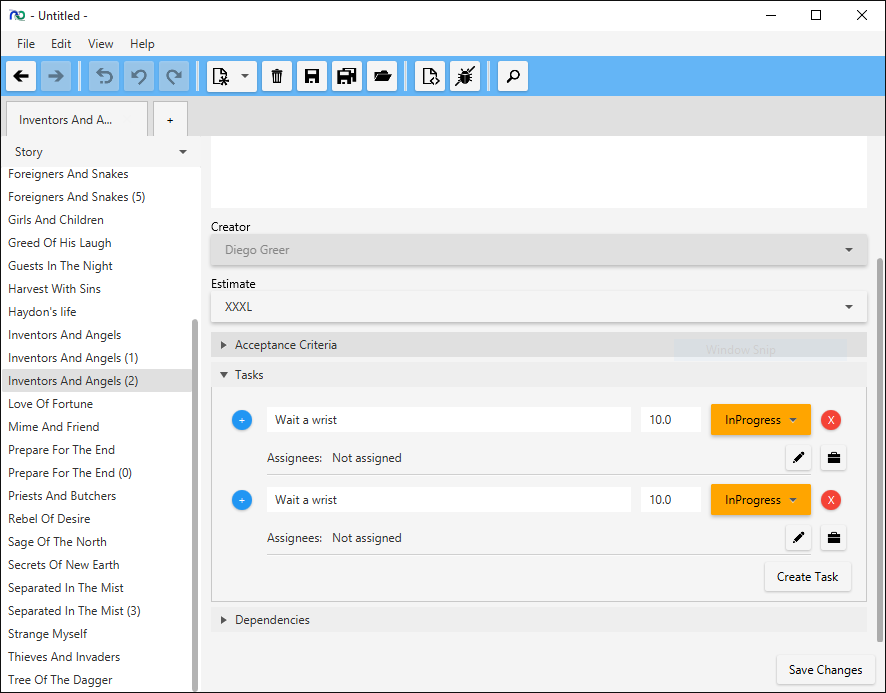 - Untitled -
File Edit View Help
Inventors And A... +
Story
Foreigners And Snakes
Foreigners And Snakes (5)
Girls And Children
Greed Of His Laugh
Guests In The Night
Harvest With Sins
Haydon's life
Inventors And Angels
Inventors And Angels (1)
Inventors And Angels (2)
Love Of Fortune
Mime And Friend
Prepare For The End
Prepare For The End (0)
Priests And Butchers
Rebel Of Desire
Sage Of The North
Secrets Of New Earth
Separated In The Mist
Separated In The Mist (3)
Strange Myself
Thieves And Invaders
Tree Of The Dagger
Creator
Diego Greer
Estimate
XXXL
Acceptance Criteria
Window Snip
Tasks
+ Wait a wrist 10.0 InProgress X
Assignees: Not assigned
+ Wait a wrist 10.0 InProgress X
Assignees: Not assigned
Create Task
Dependencies
Save Changes